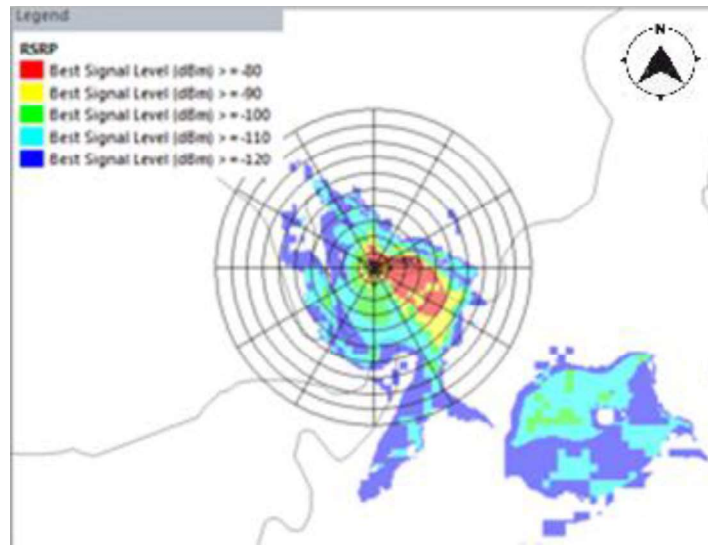 Legend
RSRP
Best Signal Level (dBm) >=-80
Best Signal Level (dBm) >=-90
Best Signal Level (dBm) >=-100
Best Signal Level (dBm) >=-110
Best Signal Level (dBm) >=-120
N